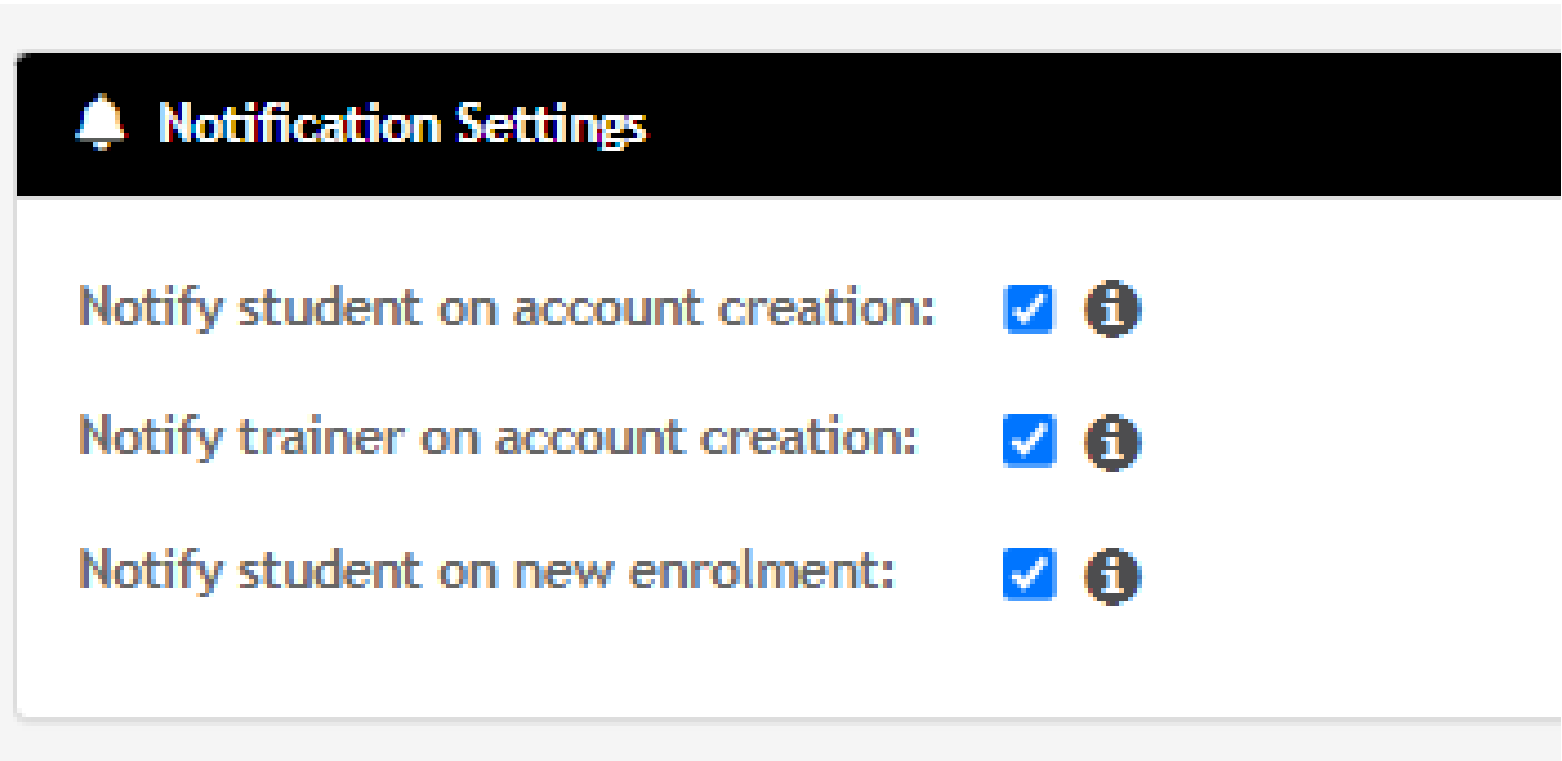 Notification Settings
Notify student on account creation:
Notify trainer on account creation:
Notify student on new enrolment: